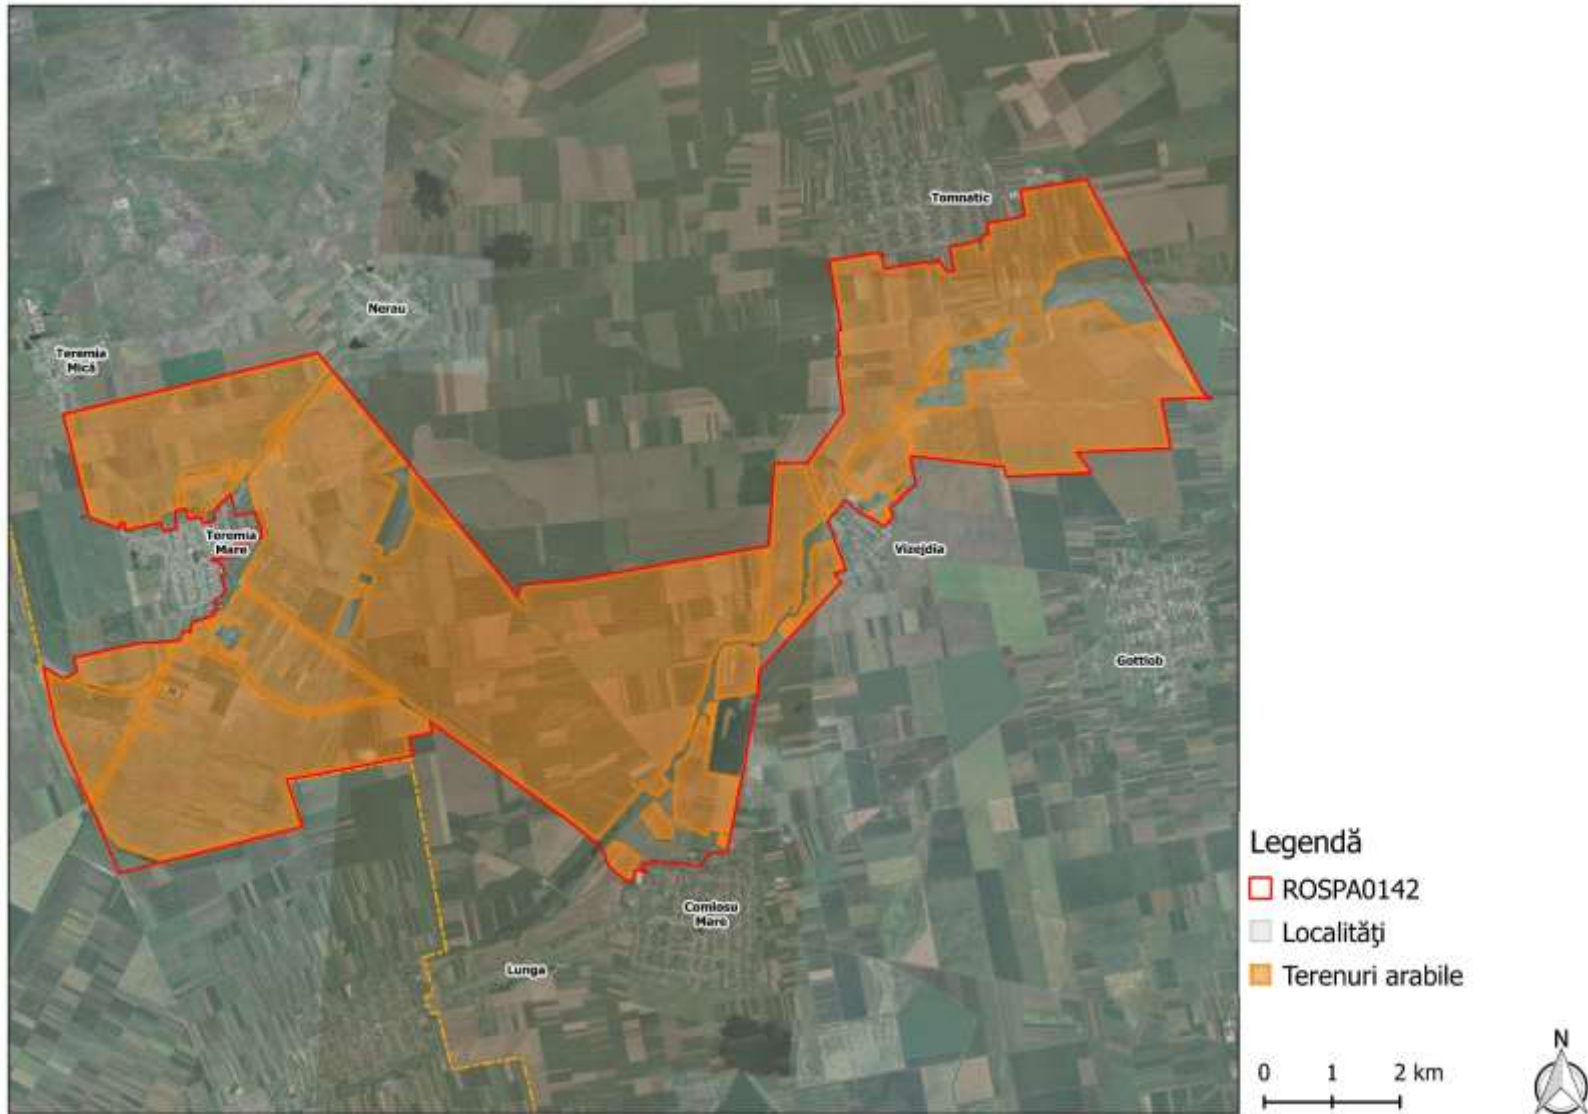 Tomnatic
Nerau
Teremia
Mică
Teremia
Mare
Vizejdia
Gottlob
Comlosu
Mare
Lunga
Legendă
ROSPA0142
Localităţi
Terenuri arabile
0 1 2 km
N